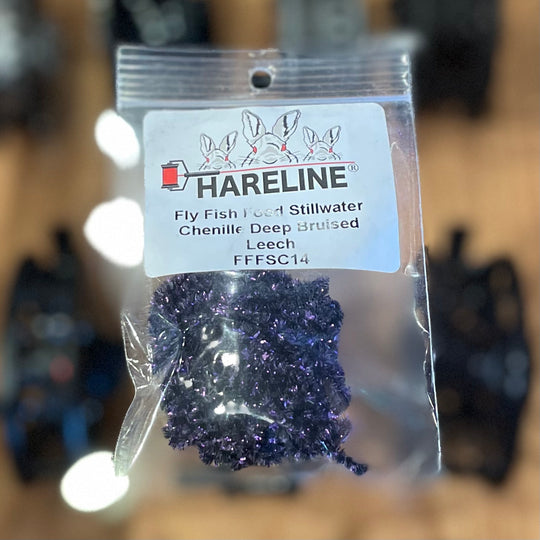 HARELINE®
Fly Fish Food Stillwater
Chenille Deep Bruised
Leech
FFFSC14